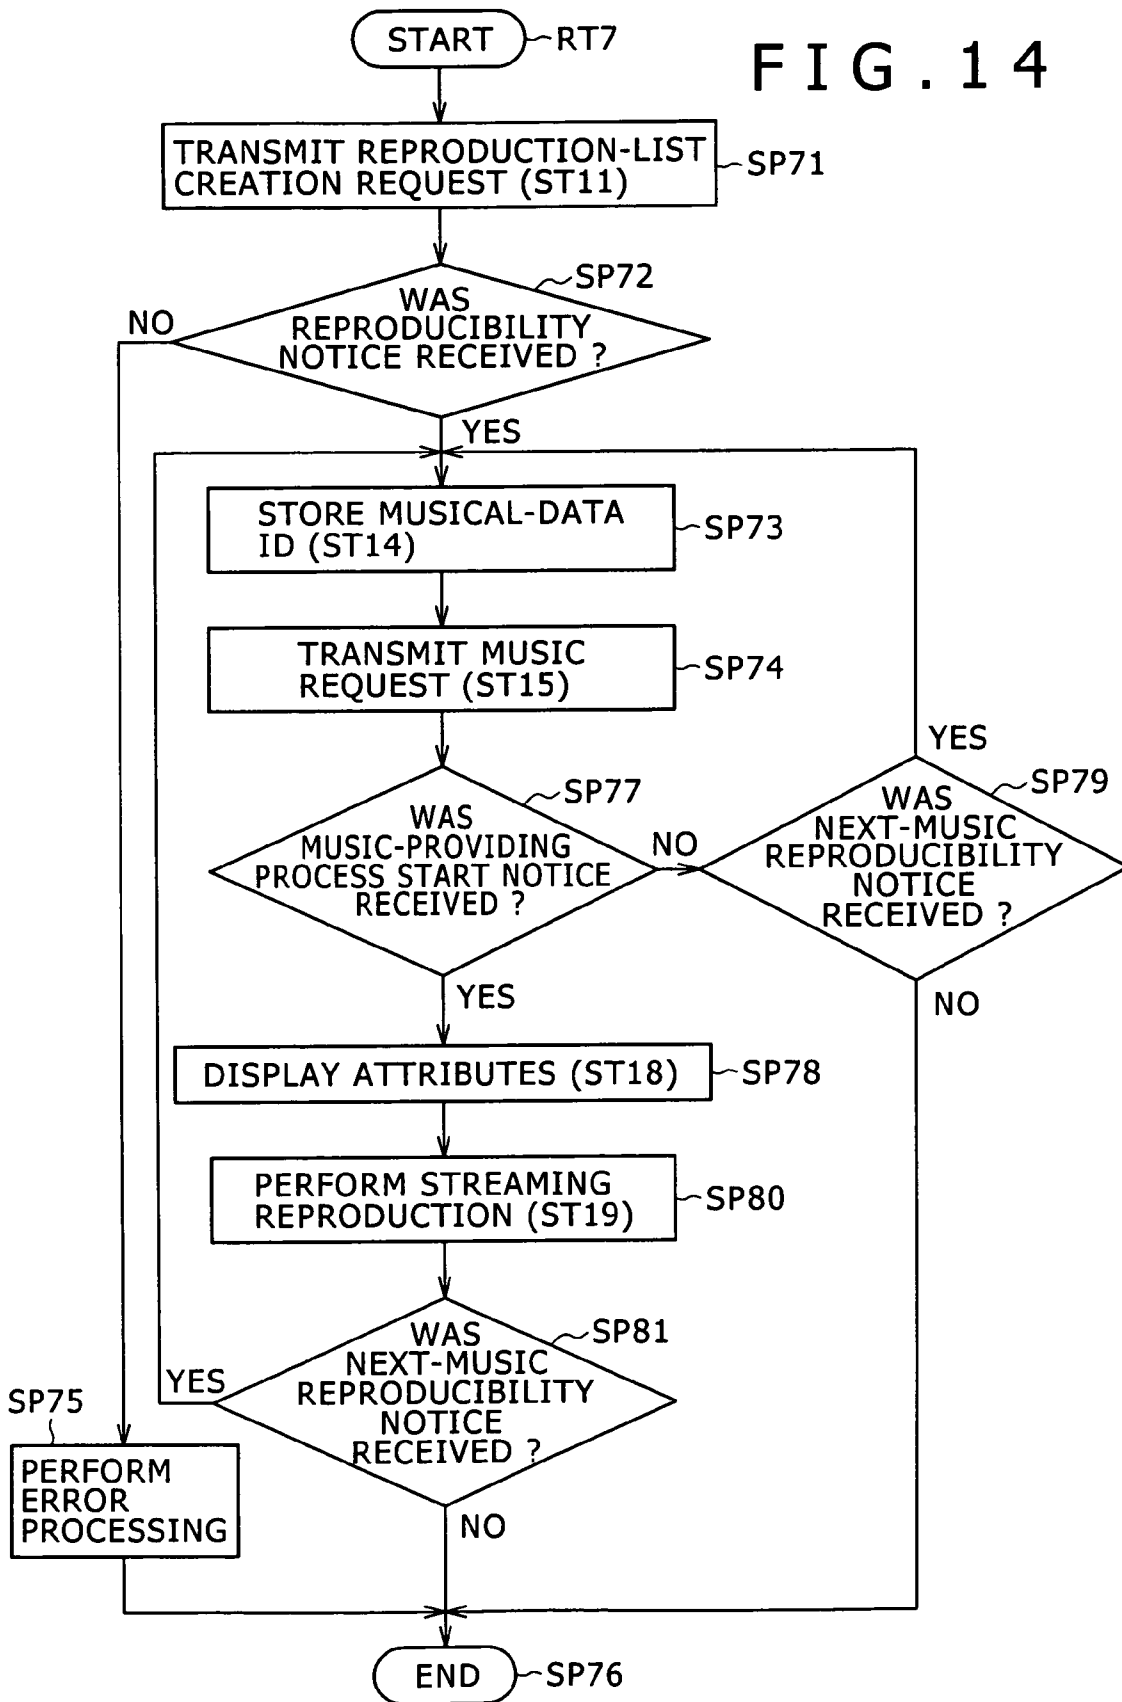 START
RT7
FIG.14
TRANSMIT REPRODUCTION-LIST
CREATION REQUEST (ST11)
SP71
SP72
WAS
REPRODUCIBILITY
NOTICE RECEIVED ?
NO
YES
STORE MUSICAL-DATA
ID (ST14)
SP73
TRANSMIT MUSIC
REQUEST (ST15)
SP74
SP77
WAS
MUSIC-PROVIDING
PROCESS START NOTICE
RECEIVED ?
NO
YES
YES
SP79
WAS
NEXT-MUSIC
REPRODUCIBILITY
NOTICE
RECEIVED ?
NO
DISPLAY ATTRIBUTES (ST18)
SP78
PERFORM STREAMING
REPRODUCTION (ST19)
SP80
SP81
WAS
NEXT-MUSIC
REPRODUCIBILITY
NOTICE
RECEIVED ?
YES
NO
SP75
PERFORM
ERROR
PROCESSING
END
SP76